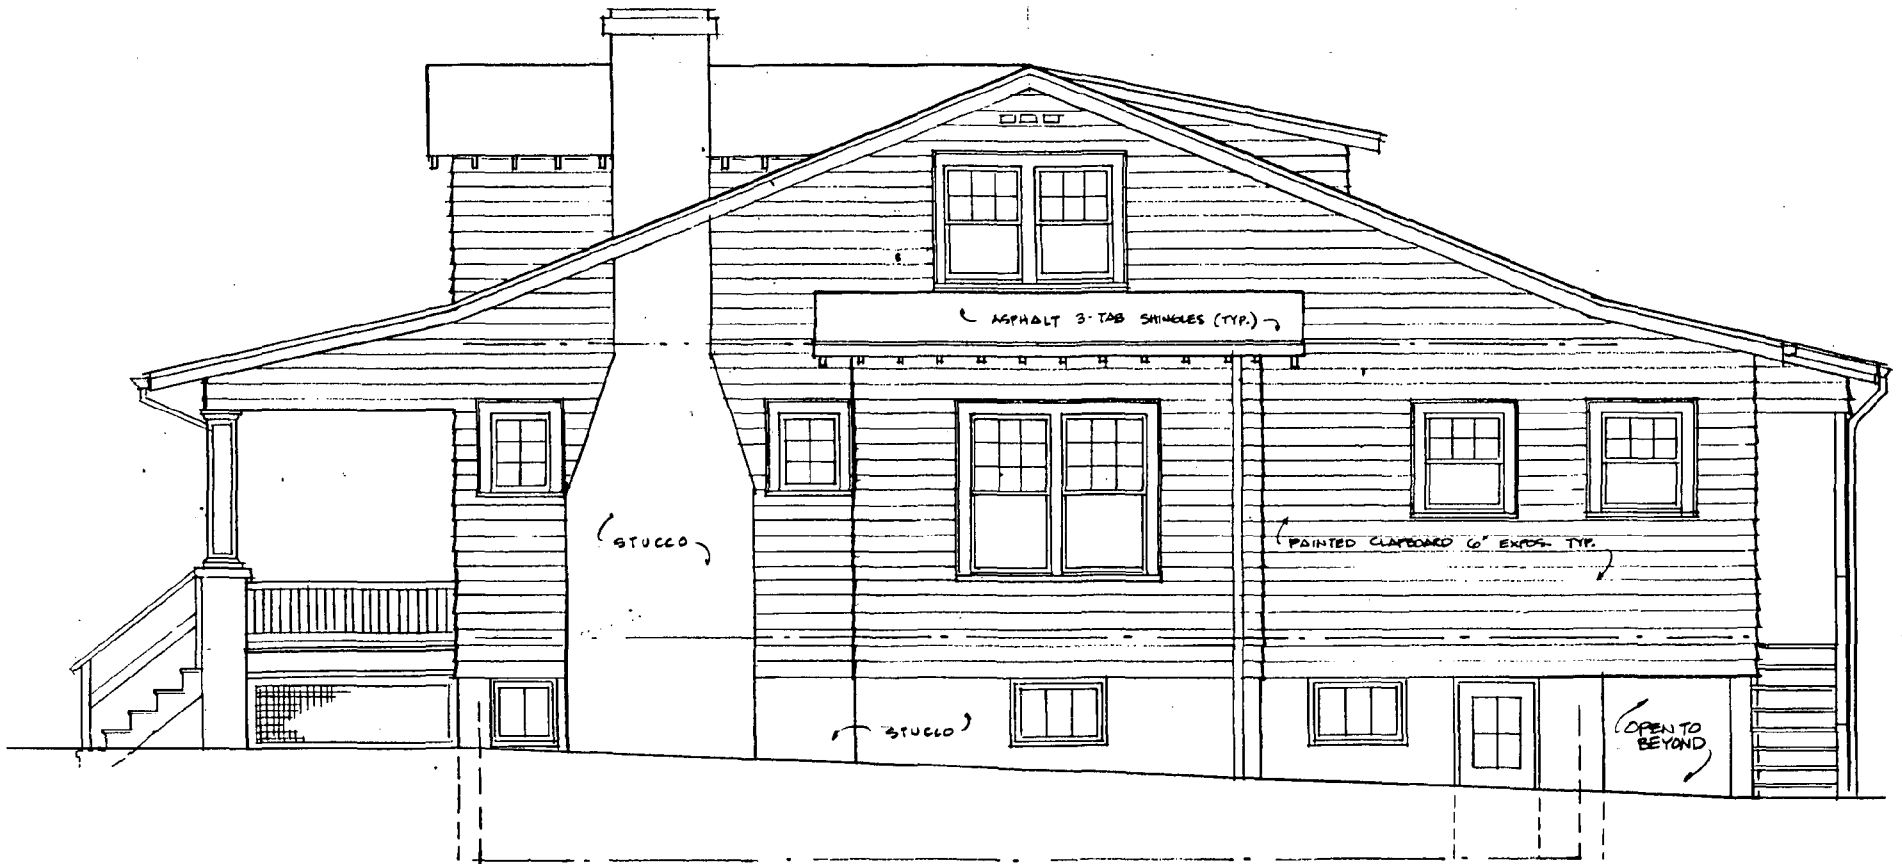 ASPHALT 3-TAB SHINGLES (TYP.)
STUCCO
PAINTED CLAPBOARD 6" EXPOS. TYP.
STUCCO
OPEN TO
BEYOND